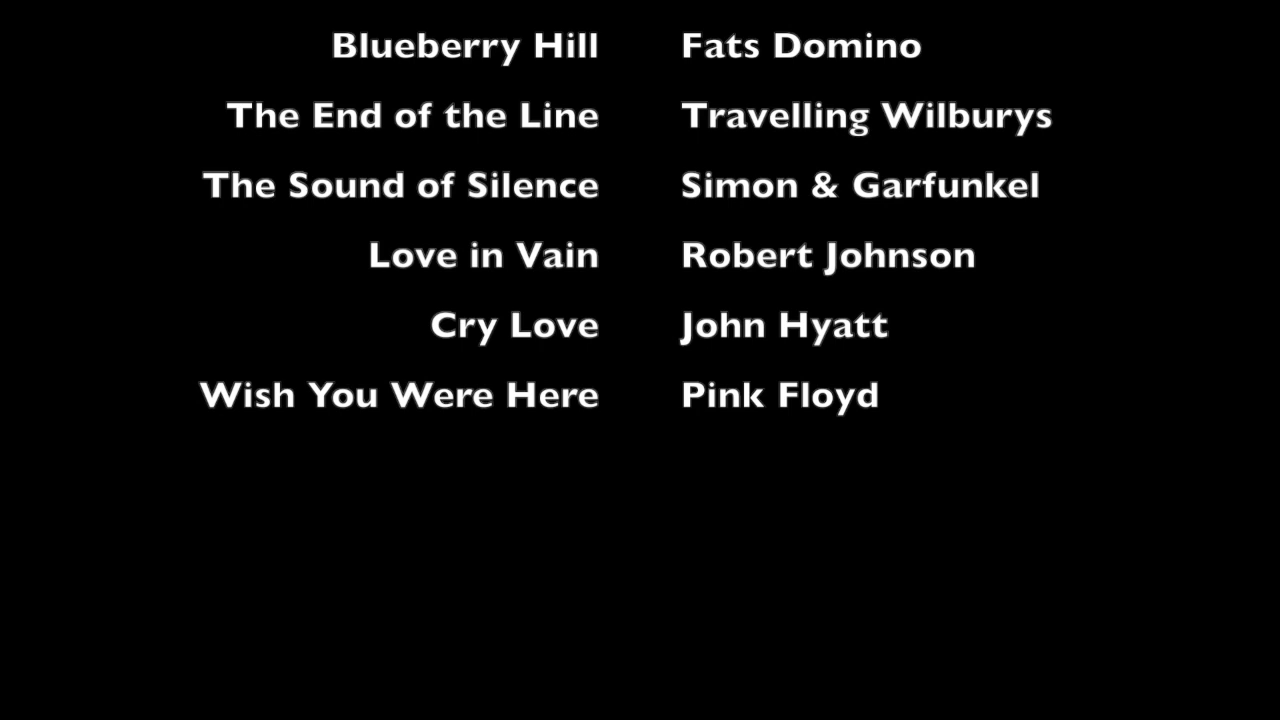 Blueberry Hill Fats Domino
The End of the Line Travelling Wilburys
The Sound of Silence Simon & Garfunkel
Love in Vain Robert Johnson
Cry Love John Hyatt
Wish You Were Here Pink Floyd